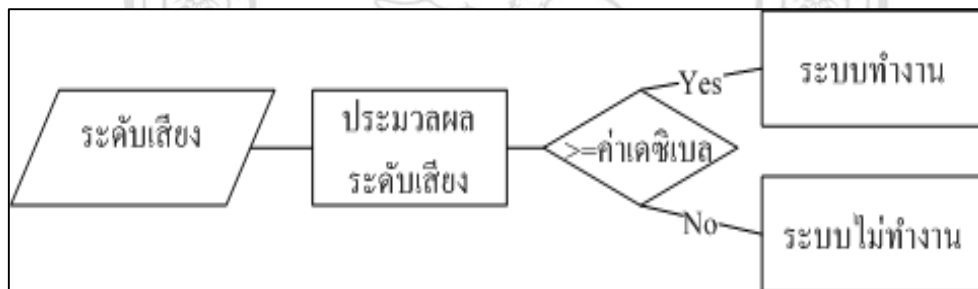 ระดับเสียง
ประมวลผล
ระดับเสียง
>=ค่าเดซิเบล
Yes
ระบบทำงาน
No
ระบบไม่ทำงาน